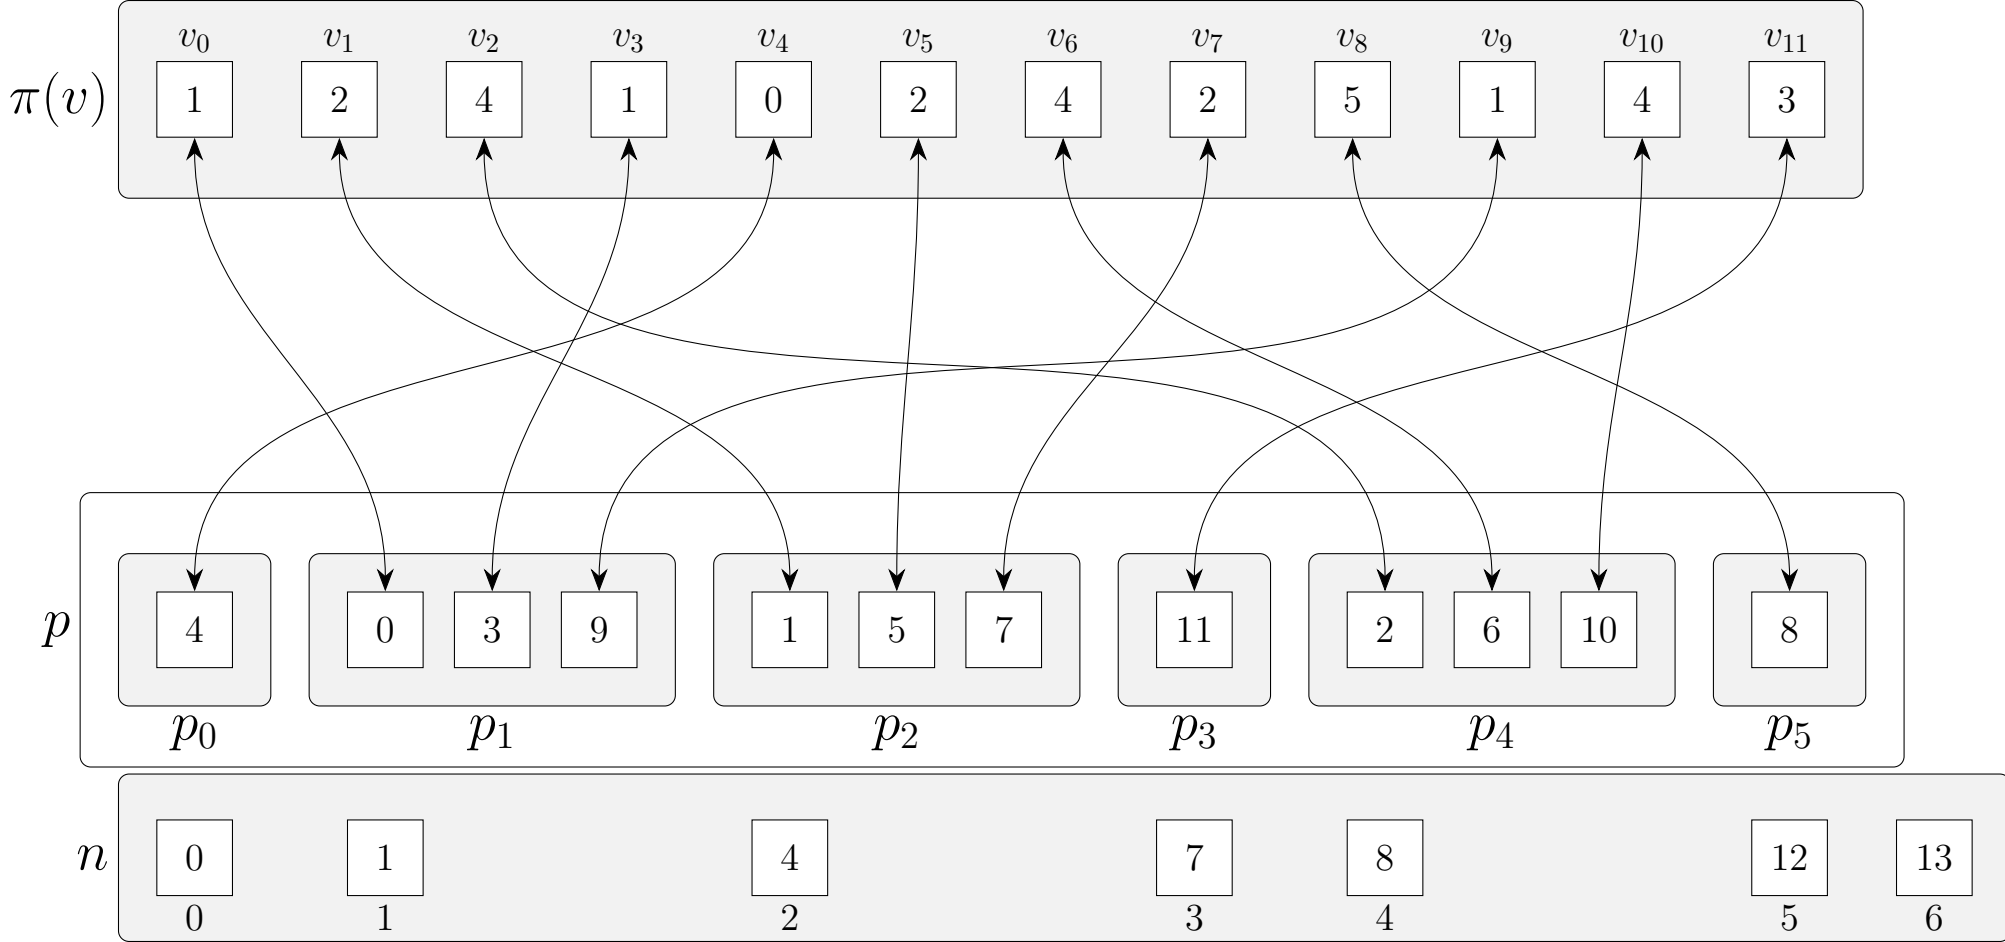 v₀ v₁ v₂ v₃ v₄ v₅ v₆ v₇ v₈ v₉ v₁₀ v₁₁
π(v) 1 2 4 1 0 2 4 2 5 1 4 3
p 4 0 3 9 1 5 7 11 2 6 10 8
p₀ p₁ p₂ p₃ p₄ p₅
n 0 1 4 7 8 12 13
0 1 2 3 4 5 6